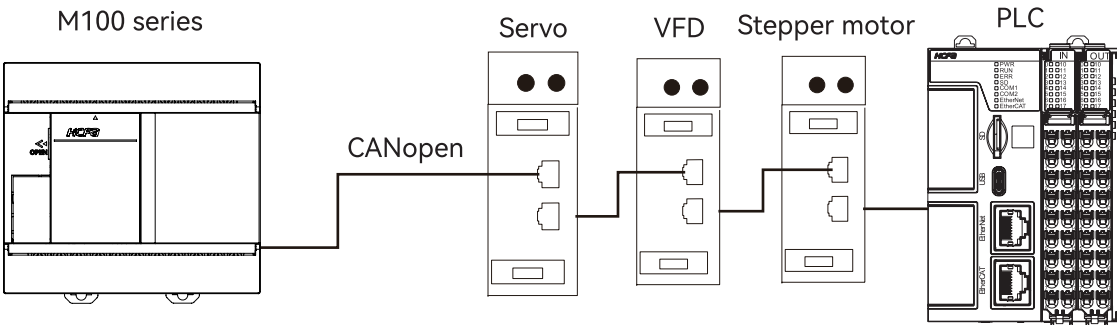 M100 series
Servo
VFD
Stepper motor
PLC
HCFA
OPEN
CANopen
HCFA
PWR
RUN
ERR
SD
COM1
COM2
EtherNet
EtherCAT
IN
OUT
SD
USB
EtherNet
EtherCAT